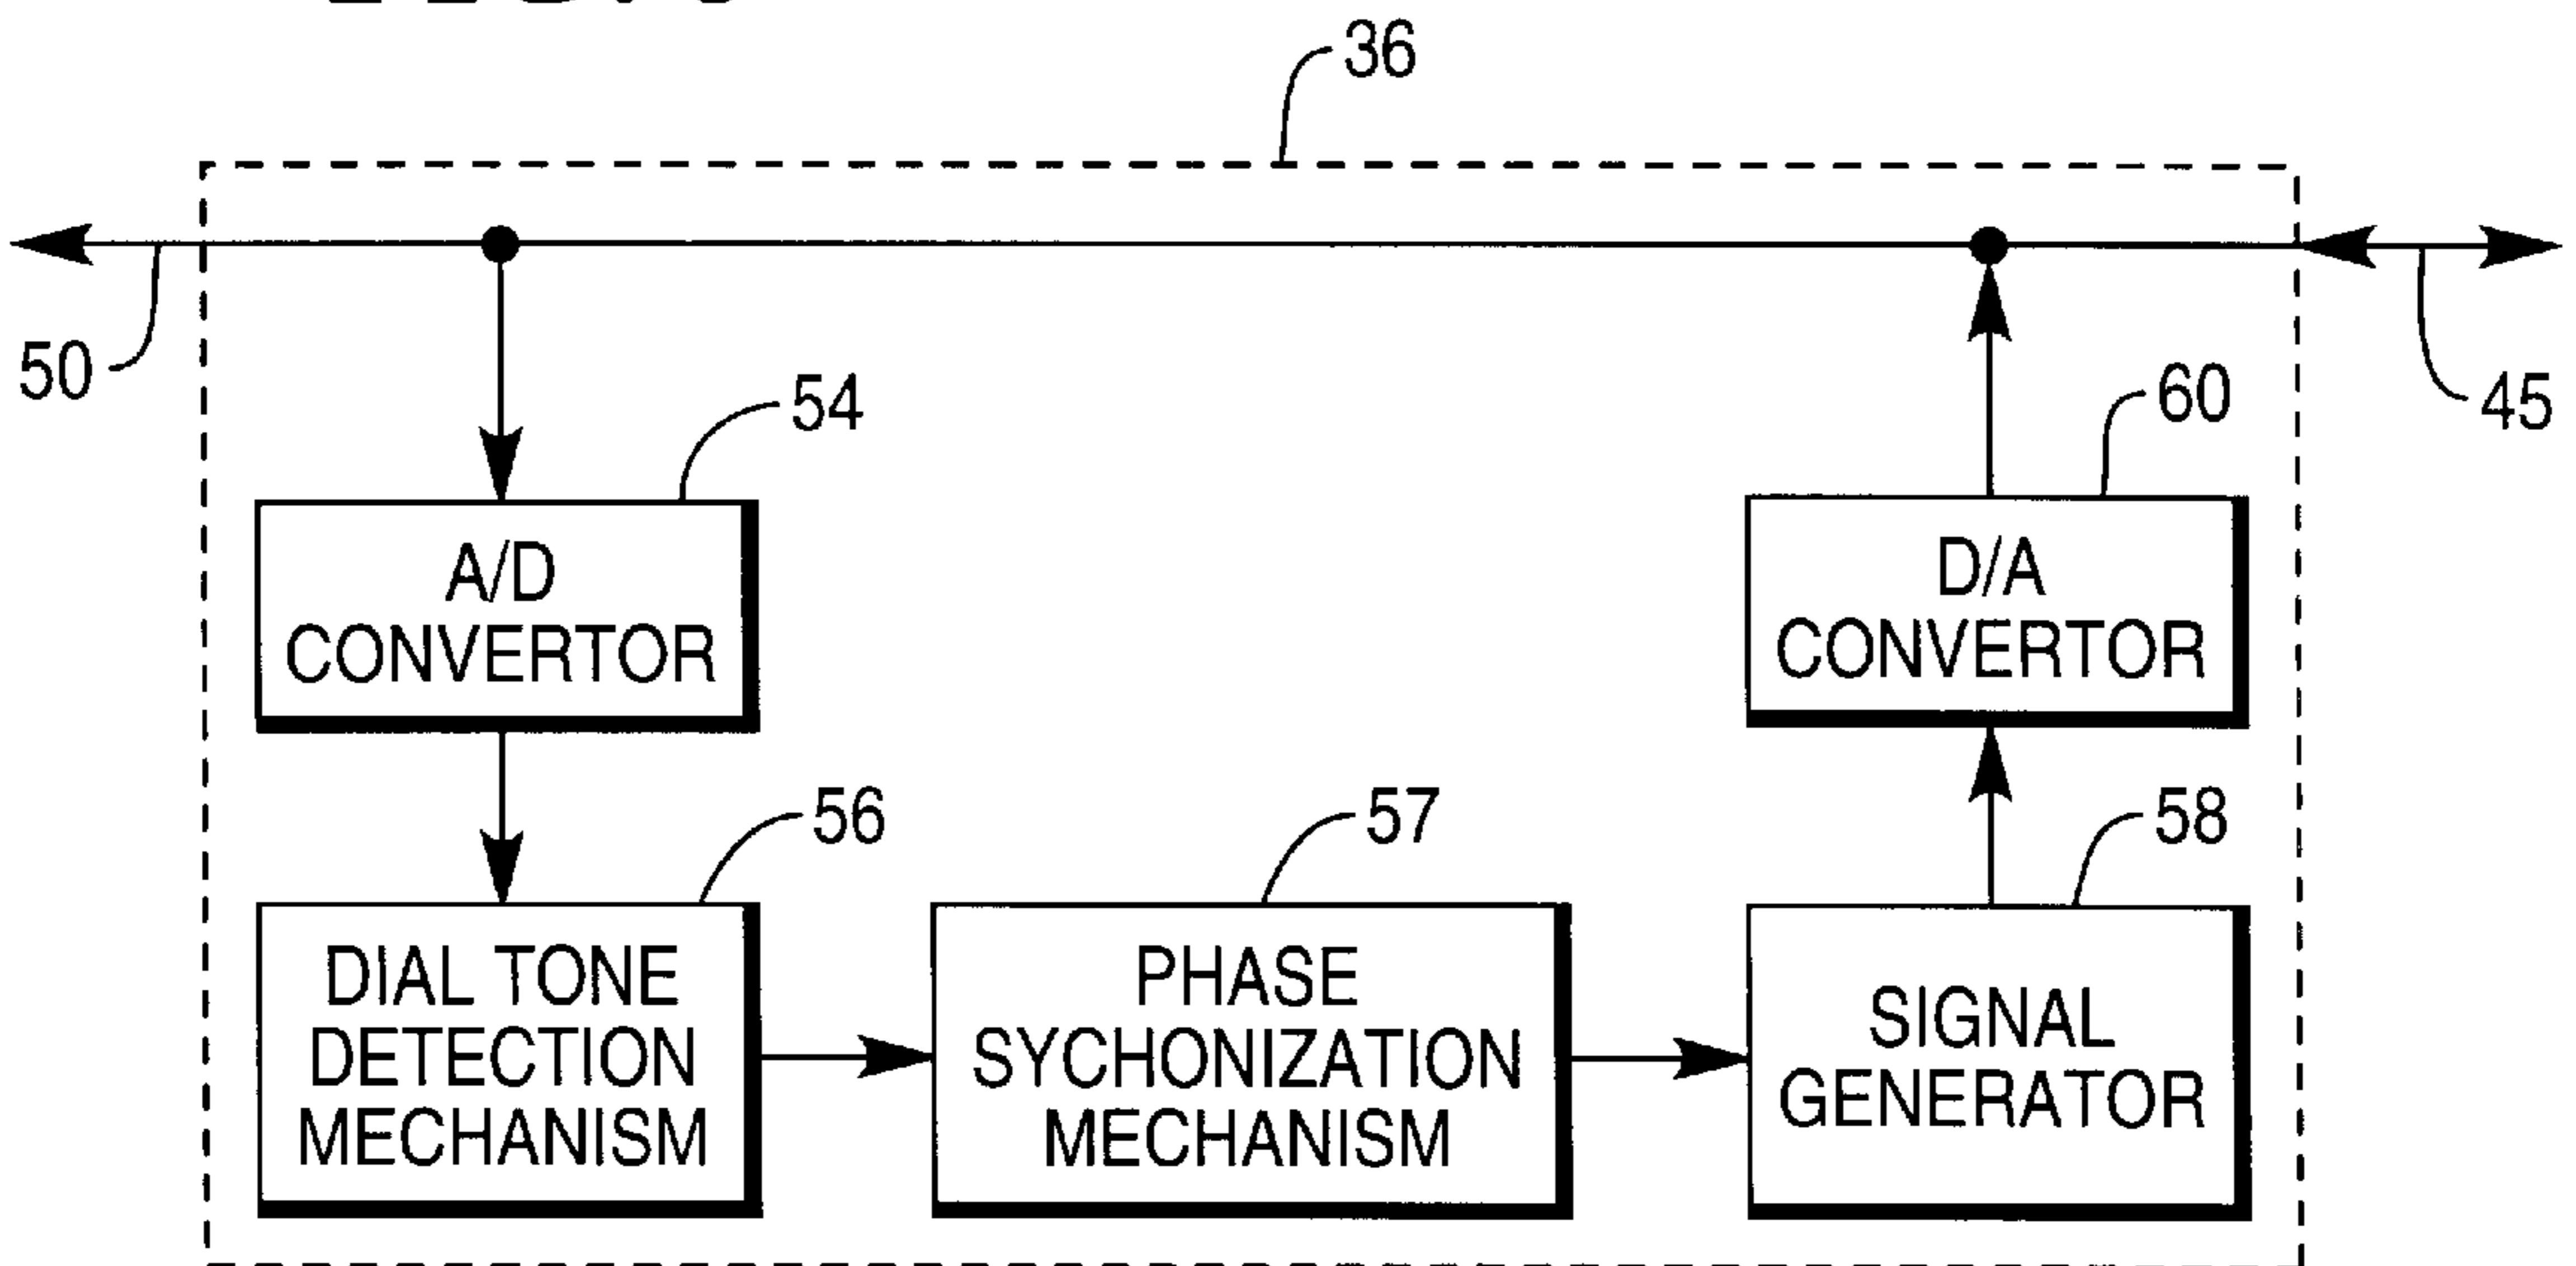 36
50
54
60
45
A/D
CONVERTOR
D/A
CONVERTOR
56
57
58
DIAL TONE
DETECTION
MECHANISM
PHASE
SYCHONIZATION
MECHANISM
SIGNAL
GENERATOR